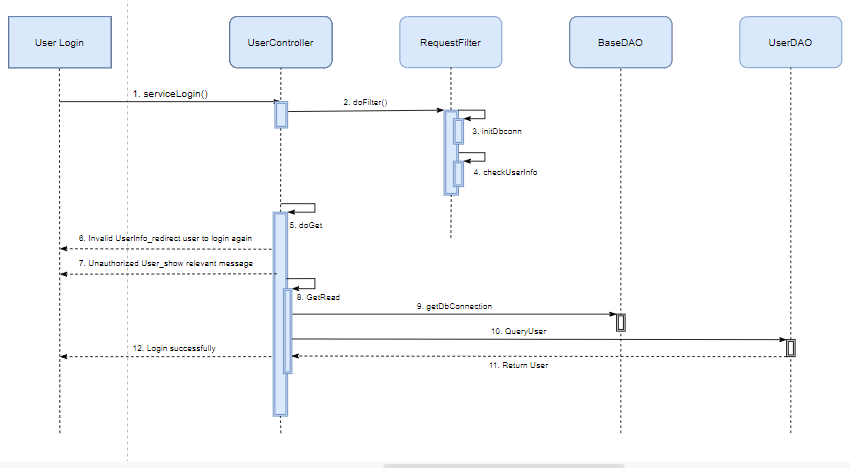 User Login
UserController
RequestFilter
BaseDAO
UserDAO
1. serviceLogin()
2. doFilter()
3. initDbconn
4. checkUserInfo
5. doGet
6. Invalid UserInfo_redirect user to login again
7. Unauthorized User_show relevant message
8. GetRead
9. getDbConnection
10. QueryUser
12. Login successfully
11. Return User